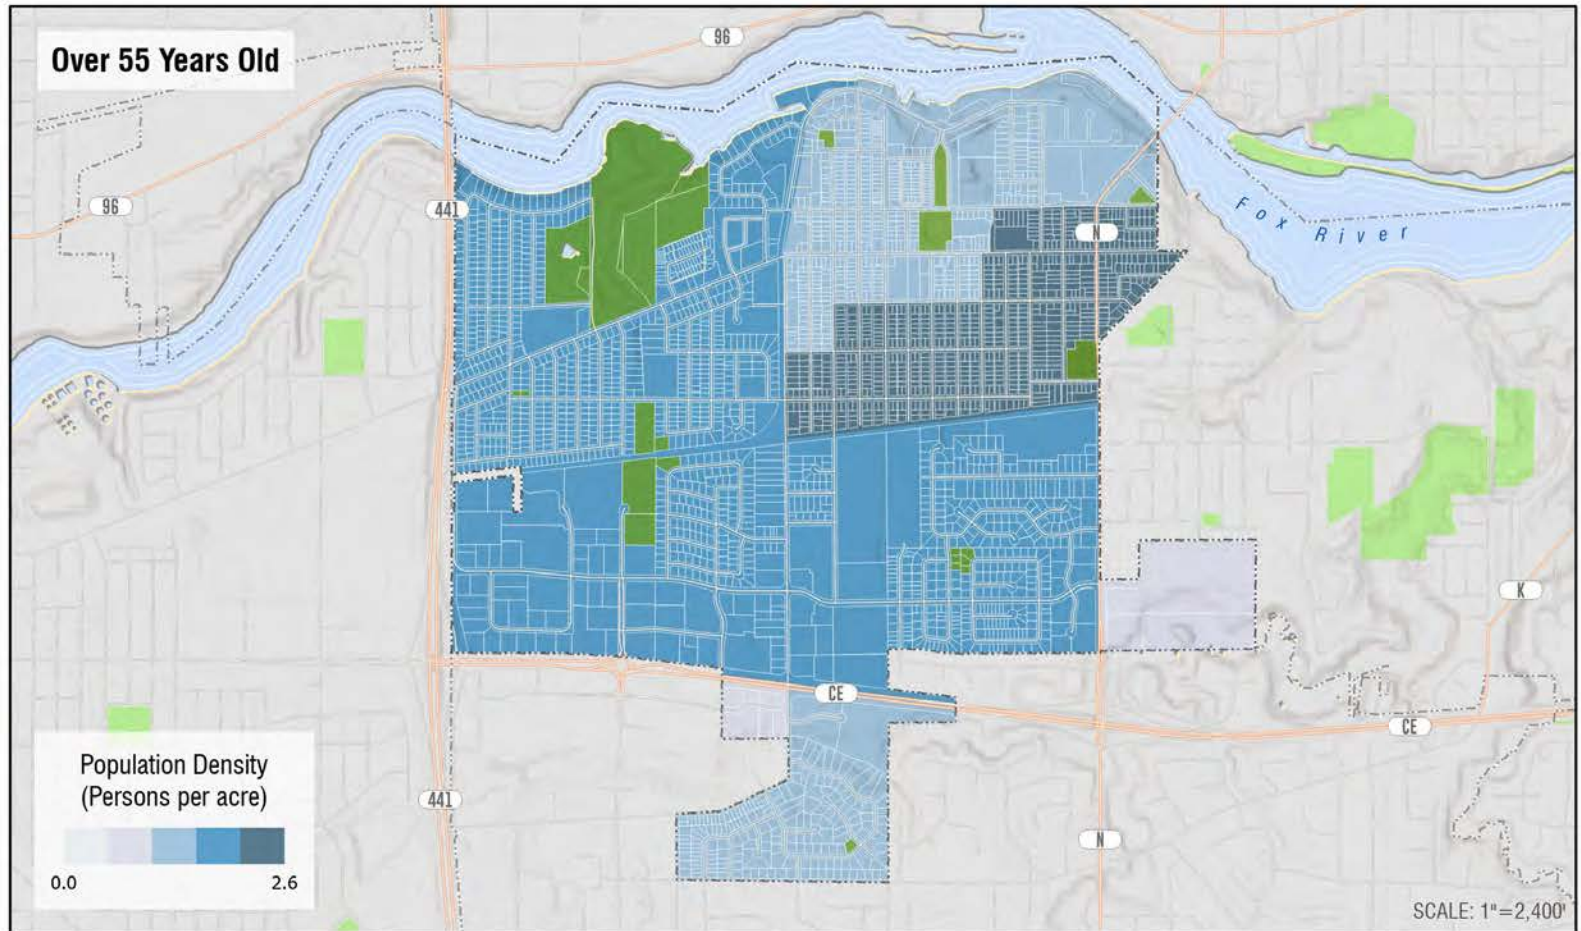 Over 55 Years Old
96
96
441
N
Fox River
K
CE
CE
441
N
Population Density
(Persons per acre)
0.0 2.6
SCALE: 1"=2,400'